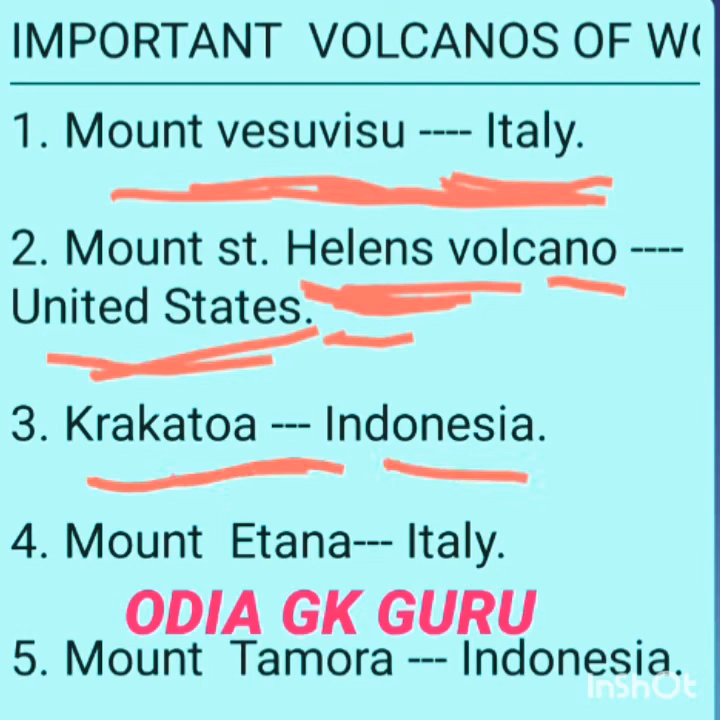 IMPORTANT VOLCANOS OF
1. Mount vesuvisu ---- Italy.
2. Mount st. Helens volcano ----
United States.
3. Krakatoa --- Indonesia.
4. Mount Etana--- Italy.
ODIA GK GURU
5. Mount Tamora --- Indonesia.
InShOt